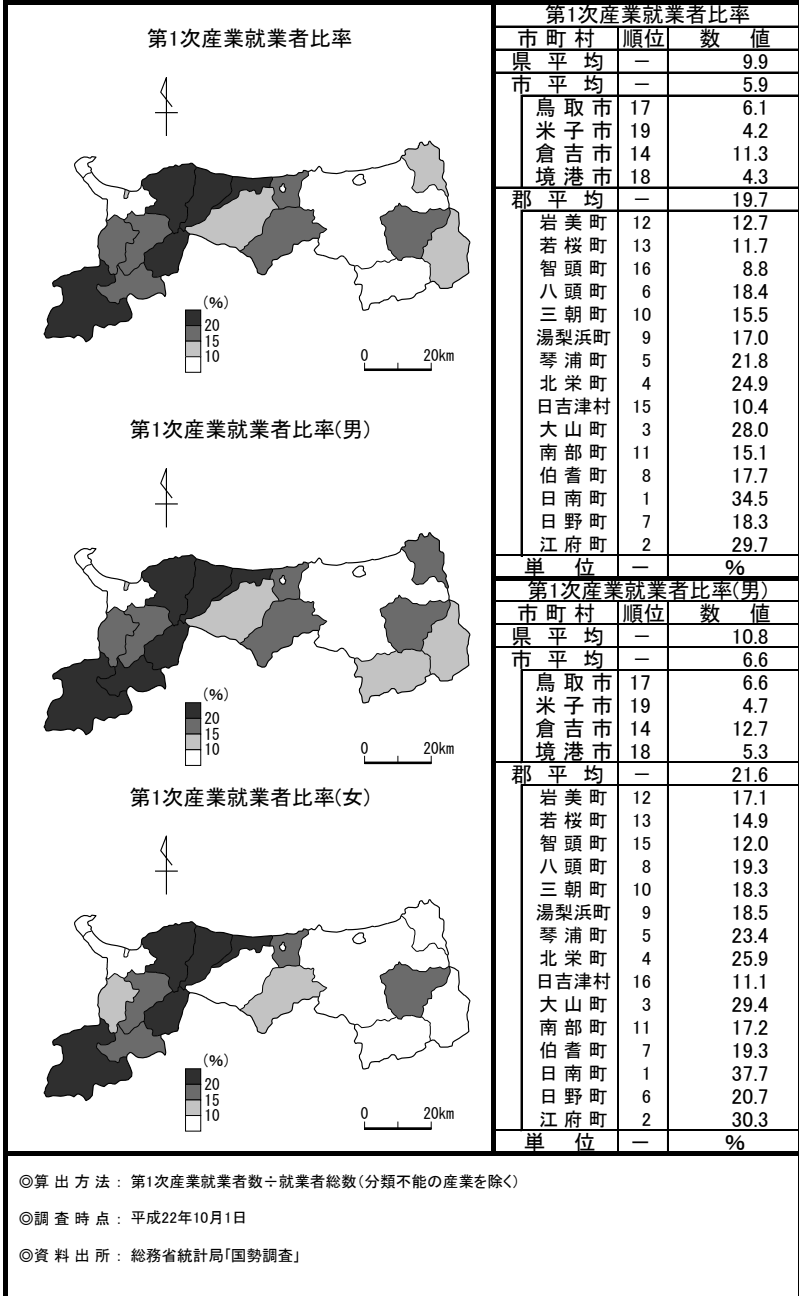 第1次産業就業者比率
(%)
20
15
10
0 20km
第1次産業就業者比率(男)
(%)
20
15
10
0 20km
第1次産業就業者比率(女)
(%)
20
15
10
0 20km
第1次産業就業者比率
市町村 順位 数 値
県 平 均 － 9.9
市 平 均 － 5.9
鳥 取 市 17 6.1
米 子 市 19 4.2
倉 吉 市 14 11.3
境 港 市 18 4.3
郡 平 均 － 19.7
岩 美 町 12 12.7
若 桜 町 13 11.7
智 頭 町 16 8.8
八 頭 町 6 18.4
三 朝 町 10 15.5
湯梨浜町 9 17.0
琴 浦 町 5 21.8
北 栄 町 4 24.9
日吉津村 15 10.4
大 山 町 3 28.0
南 部 町 11 15.1
伯 耆 町 8 17.7
日 南 町 1 34.5
日 野 町 7 18.3
江 府 町 2 29.7
単 位 － %
第1次産業就業者比率(男)
市町村 順位 数 値
県 平 均 － 10.8
市 平 均 － 6.6
鳥 取 市 17 6.6
米 子 市 19 4.7
倉 吉 市 14 12.7
境 港 市 18 5.3
郡 平 均 － 21.6
岩 美 町 12 17.1
若 桜 町 13 14.9
智 頭 町 15 12.0
八 頭 町 8 19.3
三 朝 町 10 18.3
湯梨浜町 9 18.5
琴 浦 町 5 23.4
北 栄 町 4 25.9
日吉津村 16 11.1
大 山 町 3 29.4
南 部 町 11 17.2
伯 耆 町 7 19.3
日 南 町 1 37.7
日 野 町 6 20.7
江 府 町 2 30.3
単 位 － %
◎算 出 方 法 ： 第1次産業就業者数÷就業者総数(分類不能の産業を除く)
◎調 査 時 点 ： 平成22年10月1日
◎資 料 出 所 ： 総務省統計局「国勢調査」